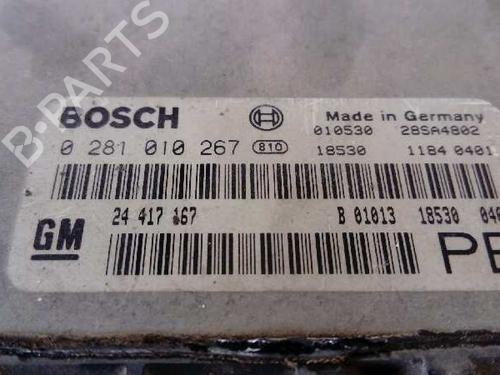 B-PARTS
BOSCH
Made in Germany
010530 28SA4802
0 281 010 267 810 18530 1184 0401
24 417 167 B 01013 18530
GM